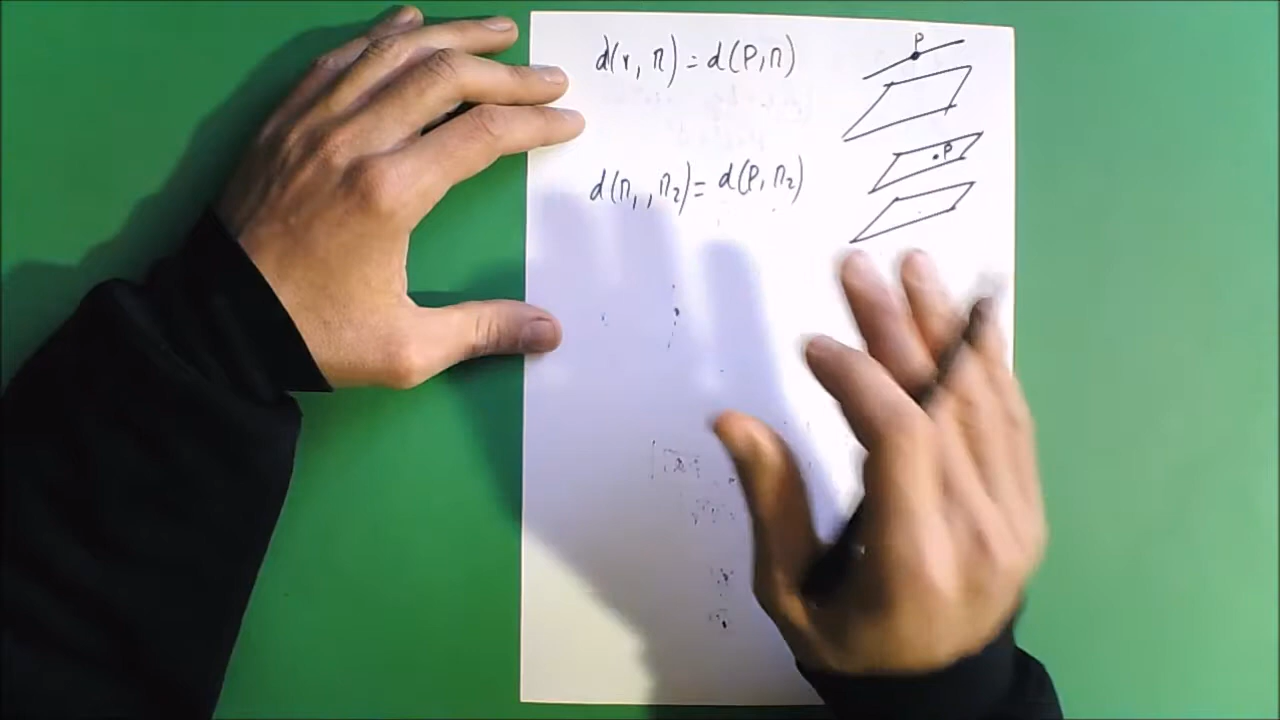 d(r, π) = d(P, π)
P
P
d(π₁, π₂) = d(P, π₂)